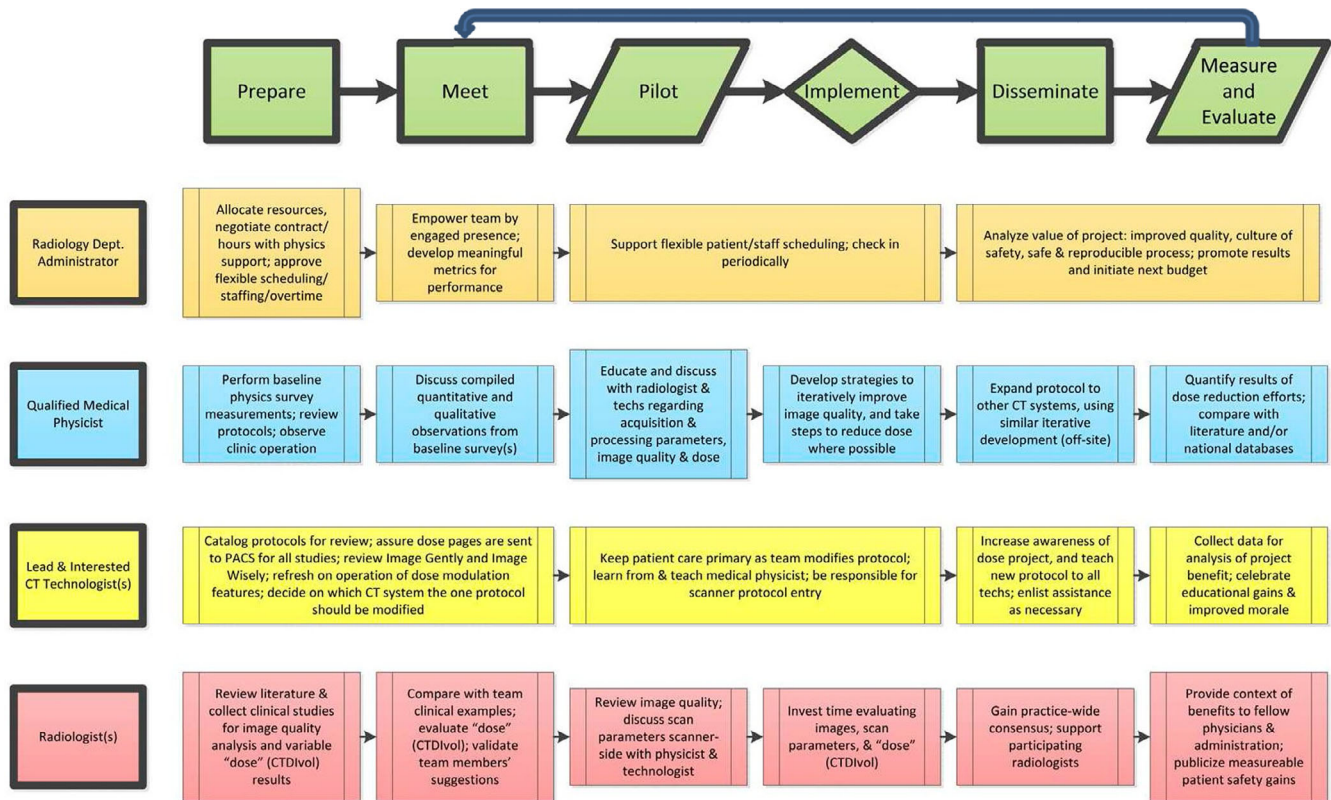 Prepare
Meet
Pilot
Implement
Disseminate
Measure
and
Evaluate
Radiology Dept.
Administrator
Allocate resources,
negotiate contract/
hours with physics
support; approve
flexible scheduling/
staffing/overtime
Empower team by
engaged presence;
develop meaningful
metrics for
performance
Support flexible patient/staff scheduling; check in
periodically
Analyze value of project: improved quality, culture of
safety, safe & reproducible process; promote results
and initiate next budget
Qualified Medical
Physicist
Perform baseline
physics survey
measurements; review
protocols; observe
clinic operation
Discuss compiled
quantitative and
qualitative
observations from
baseline survey(s)
Educate and discuss
with radiologist &
techs regarding
acquisition &
processing parameters,
image quality & dose
Develop strategies to
iteratively improve
image quality, and take
steps to reduce dose
where possible
Expand protocol to
other CT systems, using
similar iterative
development (off-site)
Quantify results of
dose reduction efforts;
compare with
literature and/or
national databases
Lead & Interested
CT Technologist(s)
Catalog protocols for review; assure dose pages are sent
to PACS for all studies; review Image Gently and Image
Wisely; refresh on operation of dose modulation
features; decide on which CT system the one protocol
should be modified
Keep patient care primary as team modifies protocol;
learn from & teach medical physicist; be responsible for
scanner protocol entry
Increase awareness of
dose project, and teach
new protocol to all
techs; enlist assistance
as necessary
Collect data for
analysis of project
benefit; celebrate
educational gains &
improved morale
Radiologist(s)
Review literature &
collect clinical studies
for image quality
analysis and variable
“dose” (CTDIvol)
results
Compare with team
clinical examples;
evaluate “dose”
(CTDIvol); validate
team members’
suggestions
Review image quality;
discuss scan
parameters scanner-
side with physicist &
technologist
Invest time evaluating
images, scan
parameters, & “dose”
(CTDIvol)
Gain practice-wide
consensus; support
participating
radiologists
Provide context of
benefits to fellow
physicians &
administration;
publicize measureable
patient safety gains